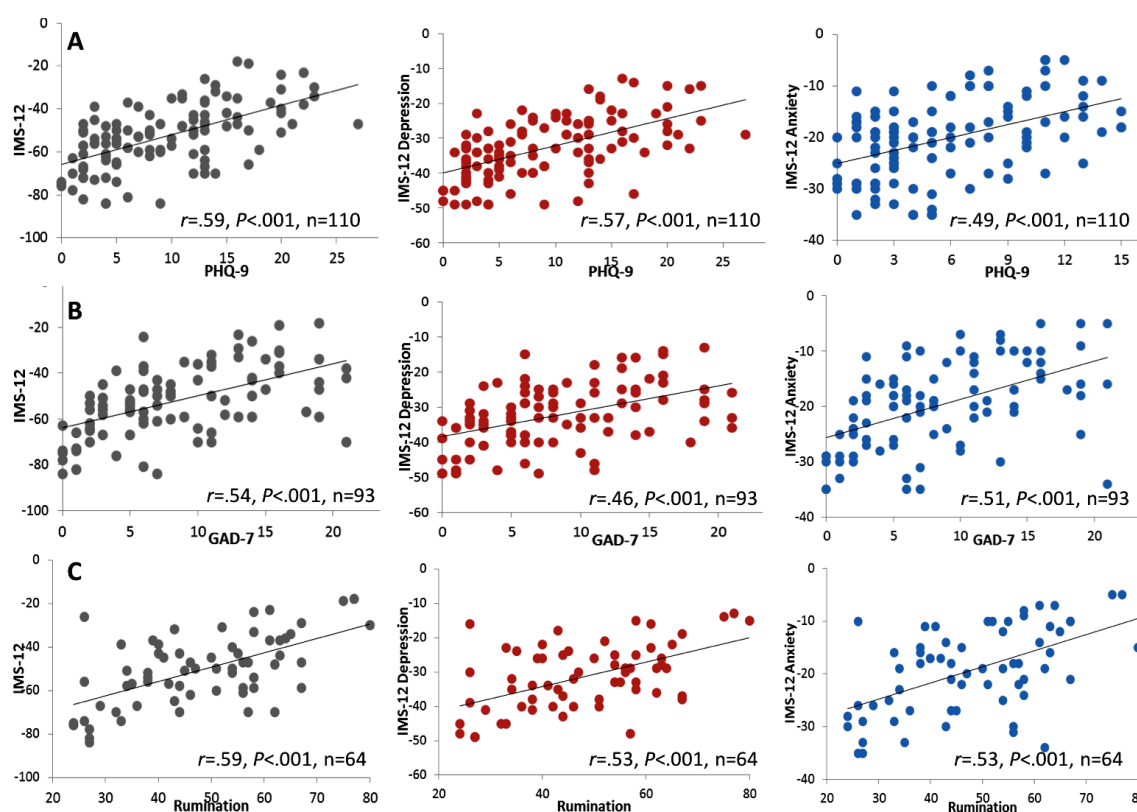 A
0
-20
-40
-60
-80
-100
IMS-12
r=.59, P<.001, n=110
0 5 10 15 20 25
PHQ-9
0
-10
-20
-30
-40
-50
-60
IMS-12 Depression
r=.57, P<.001, n=110
0 5 10 15 20 25
PHQ-9
0
-10
-20
-30
-40
IMS-12 Anxiety
r=.49, P<.001, n=110
0 3 6 9 12 15
PHQ-9
B
-20
-40
-60
-80
-100
IMS-12
r=.54, P<.001, n=93
0 5 10 15 20
GAD-7
0
-10
-20
-30
-40
-50
-60
IMS-12 Depression
r=.46, P<.001, n=93
0 5 10 15 20
GAD-7
0
-10
-20
-30
-40
IMS-12 Anxiety
r=.51, P<.001, n=93
0 5 10 15 20
GAD-7
C
0
-20
-40
-60
-80
-100
IMS-12
r=.59, P<.001, n=64
20 30 40 50 60 70 80
Rumination
0
-10
-20
-30
-40
-50
-60
IMS-12 Depression
r=.53, P<.001, n=64
20 40 60 80
Rumination
0
-10
-20
-30
-40
IMS-12 Anxiety
r=.53, P<.001, n=64
20 30 40 50 60 70
Rumination